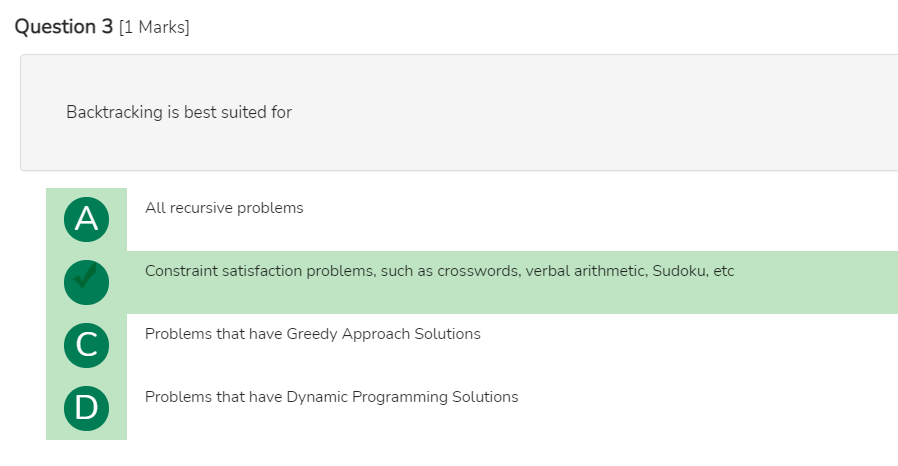 Question 3 [1 Marks]
Backtracking is best suited for
A All recursive problems
Constraint satisfaction problems, such as crosswords, verbal arithmetic, Sudoku, etc
C Problems that have Greedy Approach Solutions
D Problems that have Dynamic Programming Solutions